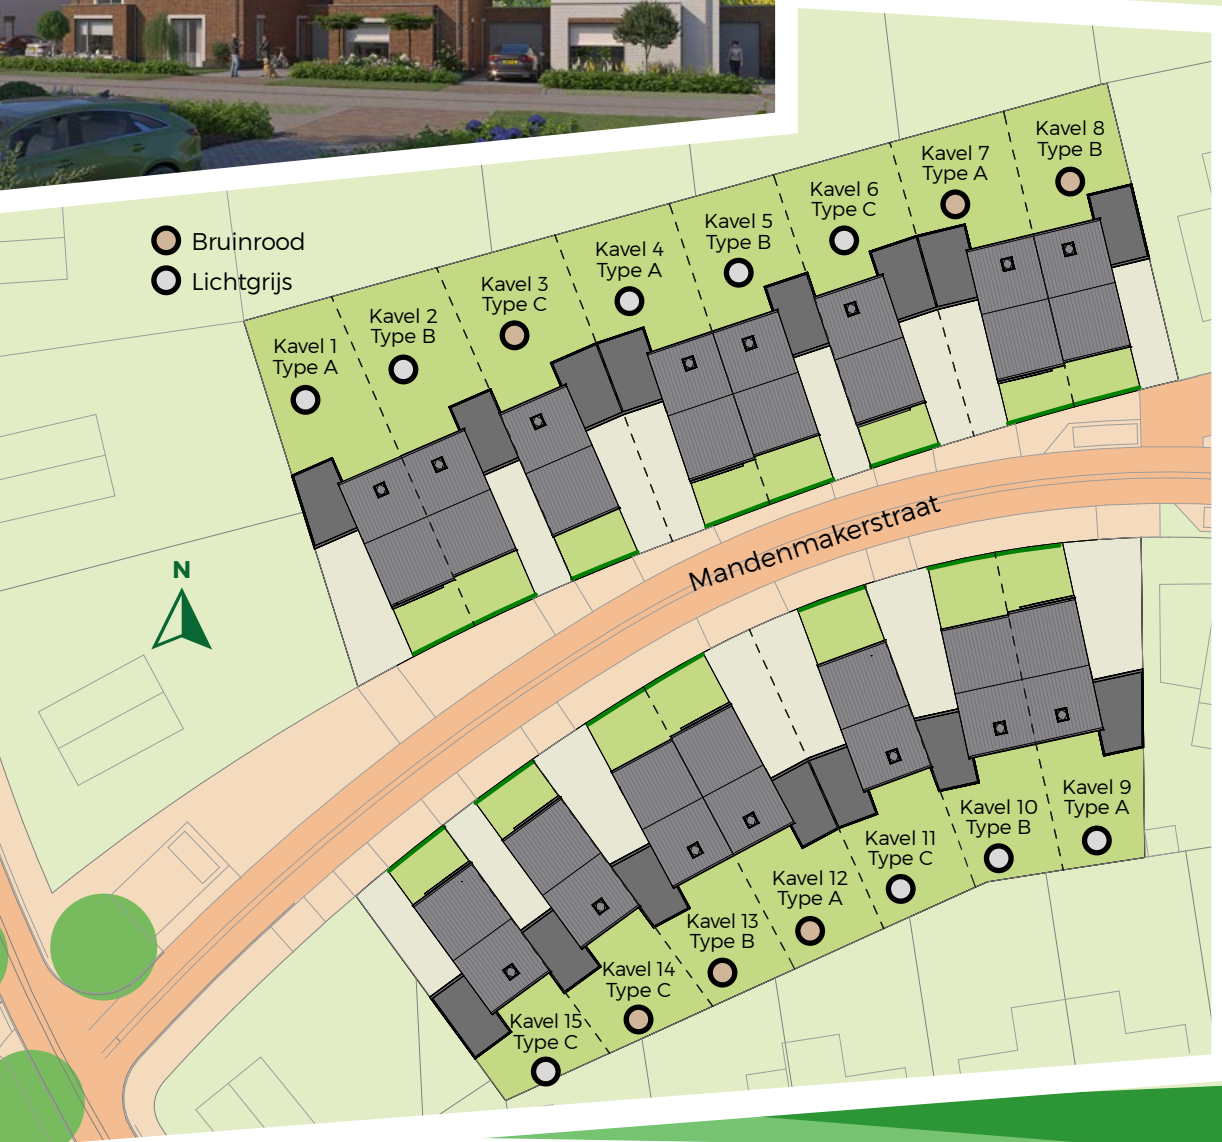 Bruinrood
Lichtgrijs
Kavel 1
Type A
Kavel 2
Type B
Kavel 3
Type C
Kavel 4
Type A
Kavel 5
Type B
Kavel 6
Type C
Kavel 7
Type A
Kavel 8
Type B
N
Mandenmakerstraat
Kavel 9
Type A
Kavel 10
Type B
Kavel 11
Type C
Kavel 12
Type A
Kavel 13
Type B
Kavel 14
Type C
Kavel 15
Type C